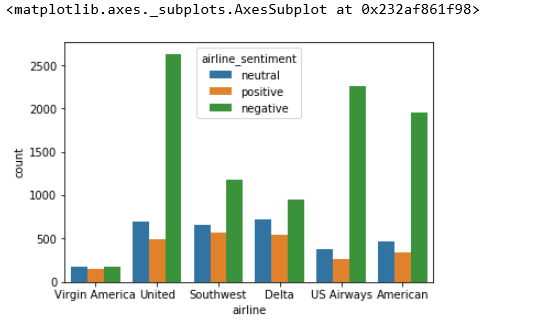 <matplotlib.axes._subplots.AxesSubplot at 0x232af861f98>
airline_sentiment
neutral
positive
negative
2500
2000
1500
1000
500
0
count
Virgin America United Southwest Delta US Airways American
airline